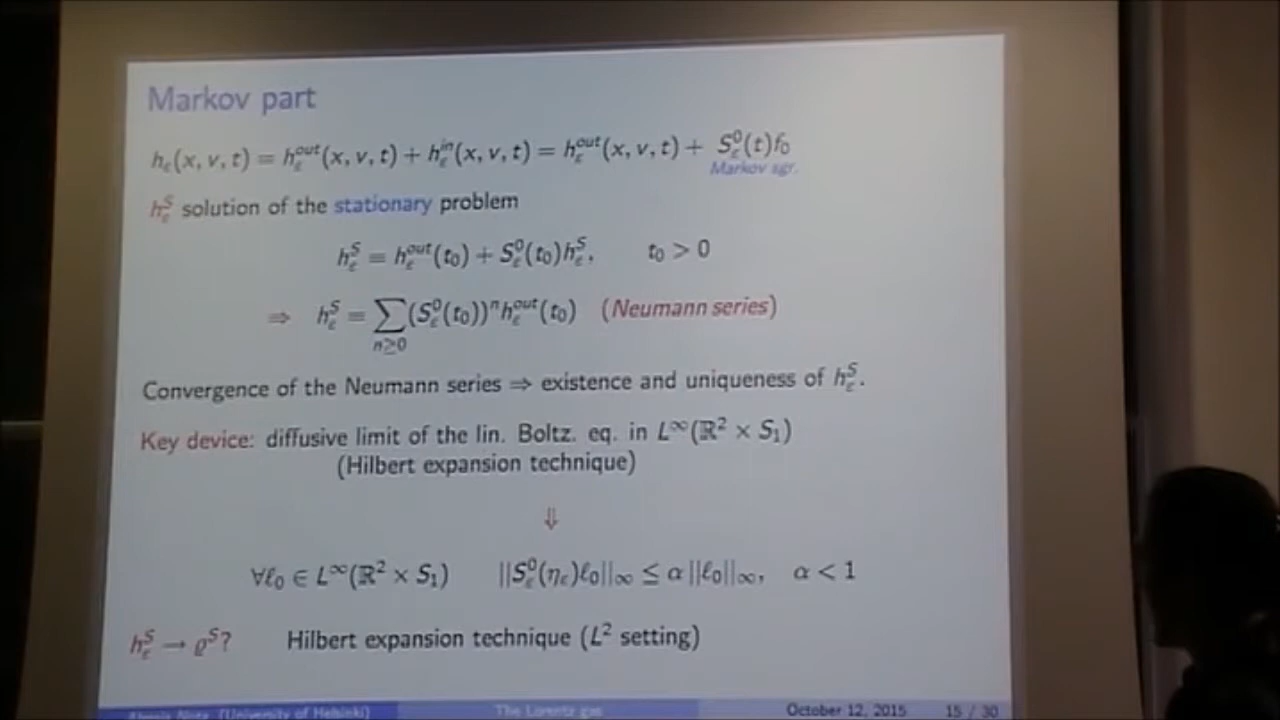 Markov part
h_ε(x, v, t) = h_ε^{out}(x, v, t) + h_ε^{in}(x, v, t) = h_ε^{out}(x, v, t) + S_ε^0(t)f_0
Markov sgr.
h_ε^S solution of the stationary problem
h_ε^S = h_ε^{out}(t_0) + S_ε^0(t_0)h_ε^S, t_0 > 0
⇒ h_ε^S = ∑_{n≥0} (S_ε^0(t_0))^n h_ε^{out}(t_0) (Neumann series)
Convergence of the Neumann series ⇒ existence and uniqueness of h_ε^S.
Key device: diffusive limit of the lin. Boltz. eq. in L^∞(ℝ^2 × S_1)
(Hilbert expansion technique)
⇓
∀ℓ_0 ∈ L^∞(ℝ^2 × S_1) ||S_ε^0(η_ε)ℓ_0||_∞ ≤ α||ℓ_0||_∞, α < 1
h_ε^S → ϱ^S? Hilbert expansion technique (L^2 setting)
(University of Helsinki) The Lorentz gas October 12, 2015 15 / 30